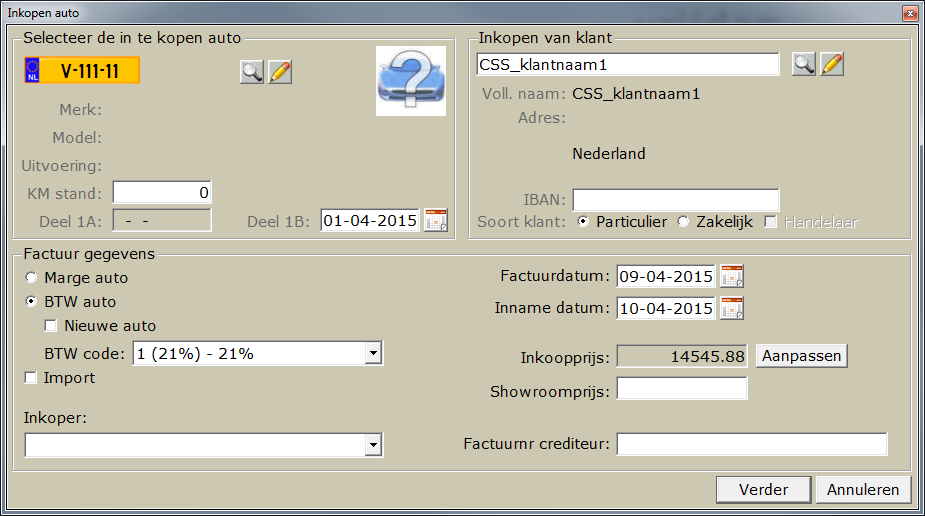 Inkopen auto
Selecteer de in te kopen auto
NL
V-111-11
Merk:
Model:
Uitvoering:
KM stand: 0
Deel 1A: - -
Deel 1B: 01-04-2015
Inkopen van klant
CSS_klantnaam1
Voll. naam: CSS_klantnaam1
Adres:
Nederland
IBAN:
Soort klant: Particulier Zakelijk Handelaar
Factuur gegevens
Marge auto
BTW auto
Nieuwe auto
BTW code: 1 (21%) - 21%
Import
Inkoper:
Factuurdatum: 09-04-2015
Inname datum: 10-04-2015
Inkoopprijs: 14545.88 Aanpassen
Showroomprijs:
Factuurnr crediteur:
Verder Annuleren